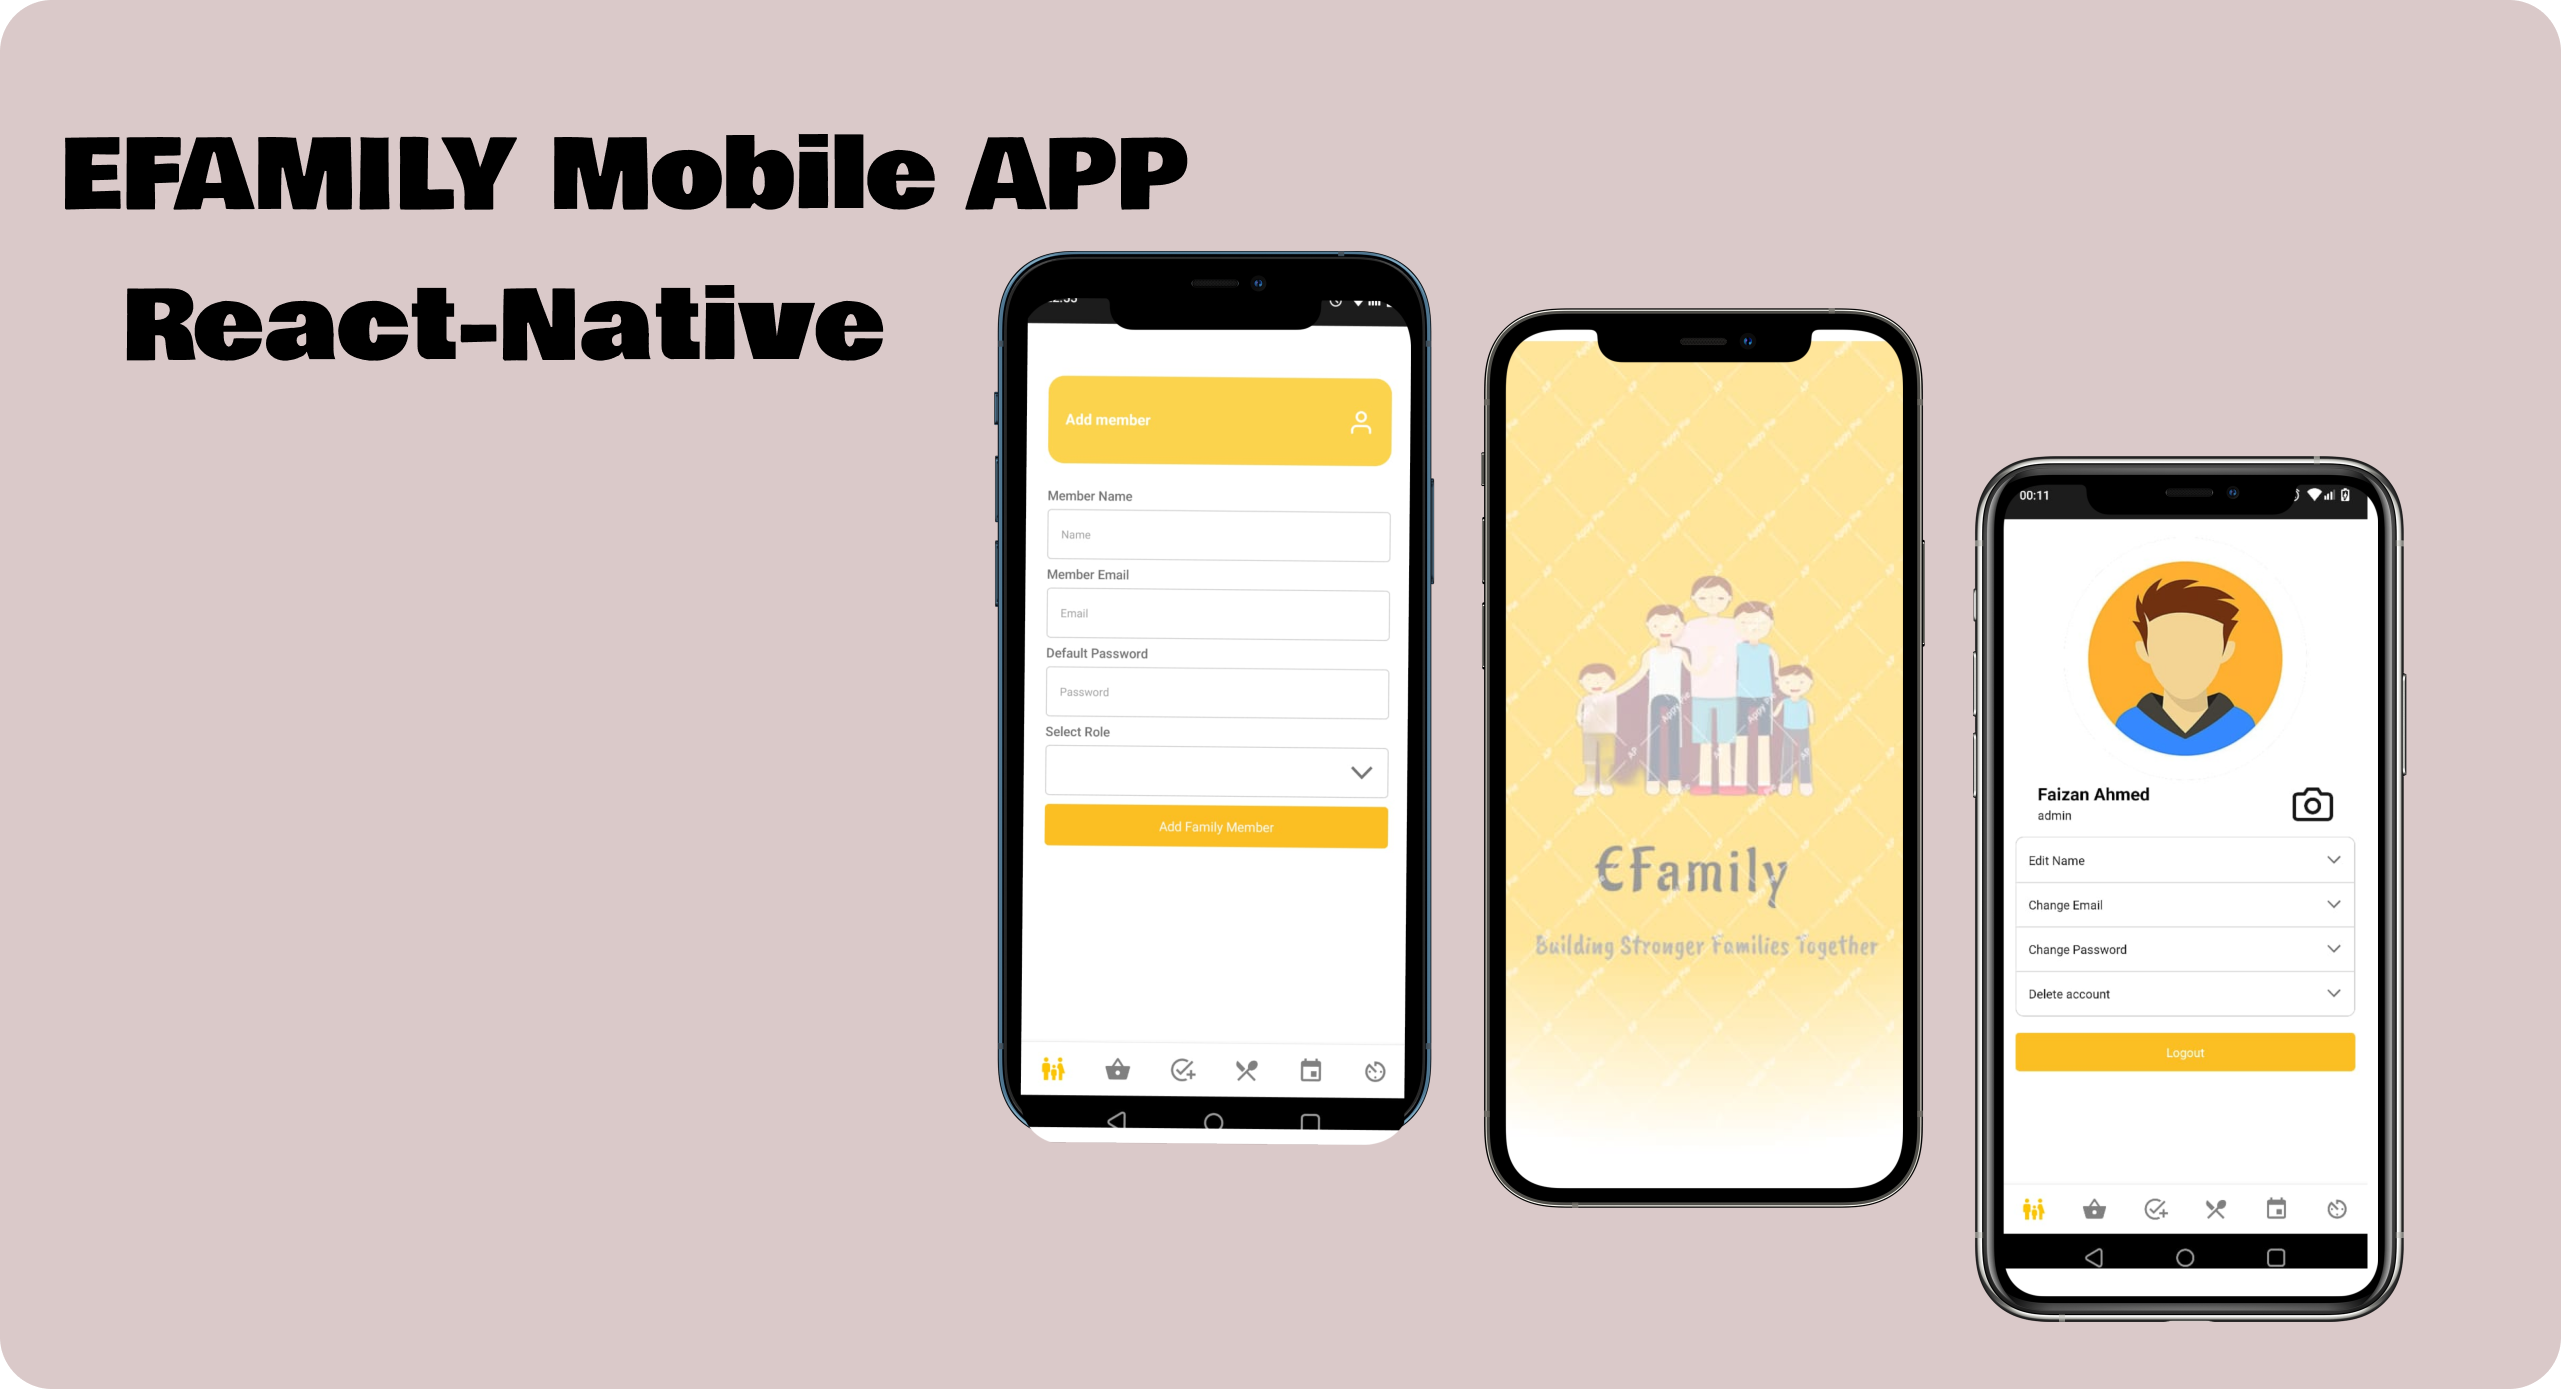 EFAMILY Mobile APP
React-Native
Add member
Member Name
Name
Member Email
Email
Default Password
Password
Select Role
Add Family Member
€Family
Building Stronger Families Together
00:11
Faizan Ahmed
admin
Edit Name
Change Email
Change Password
Delete account
Logout